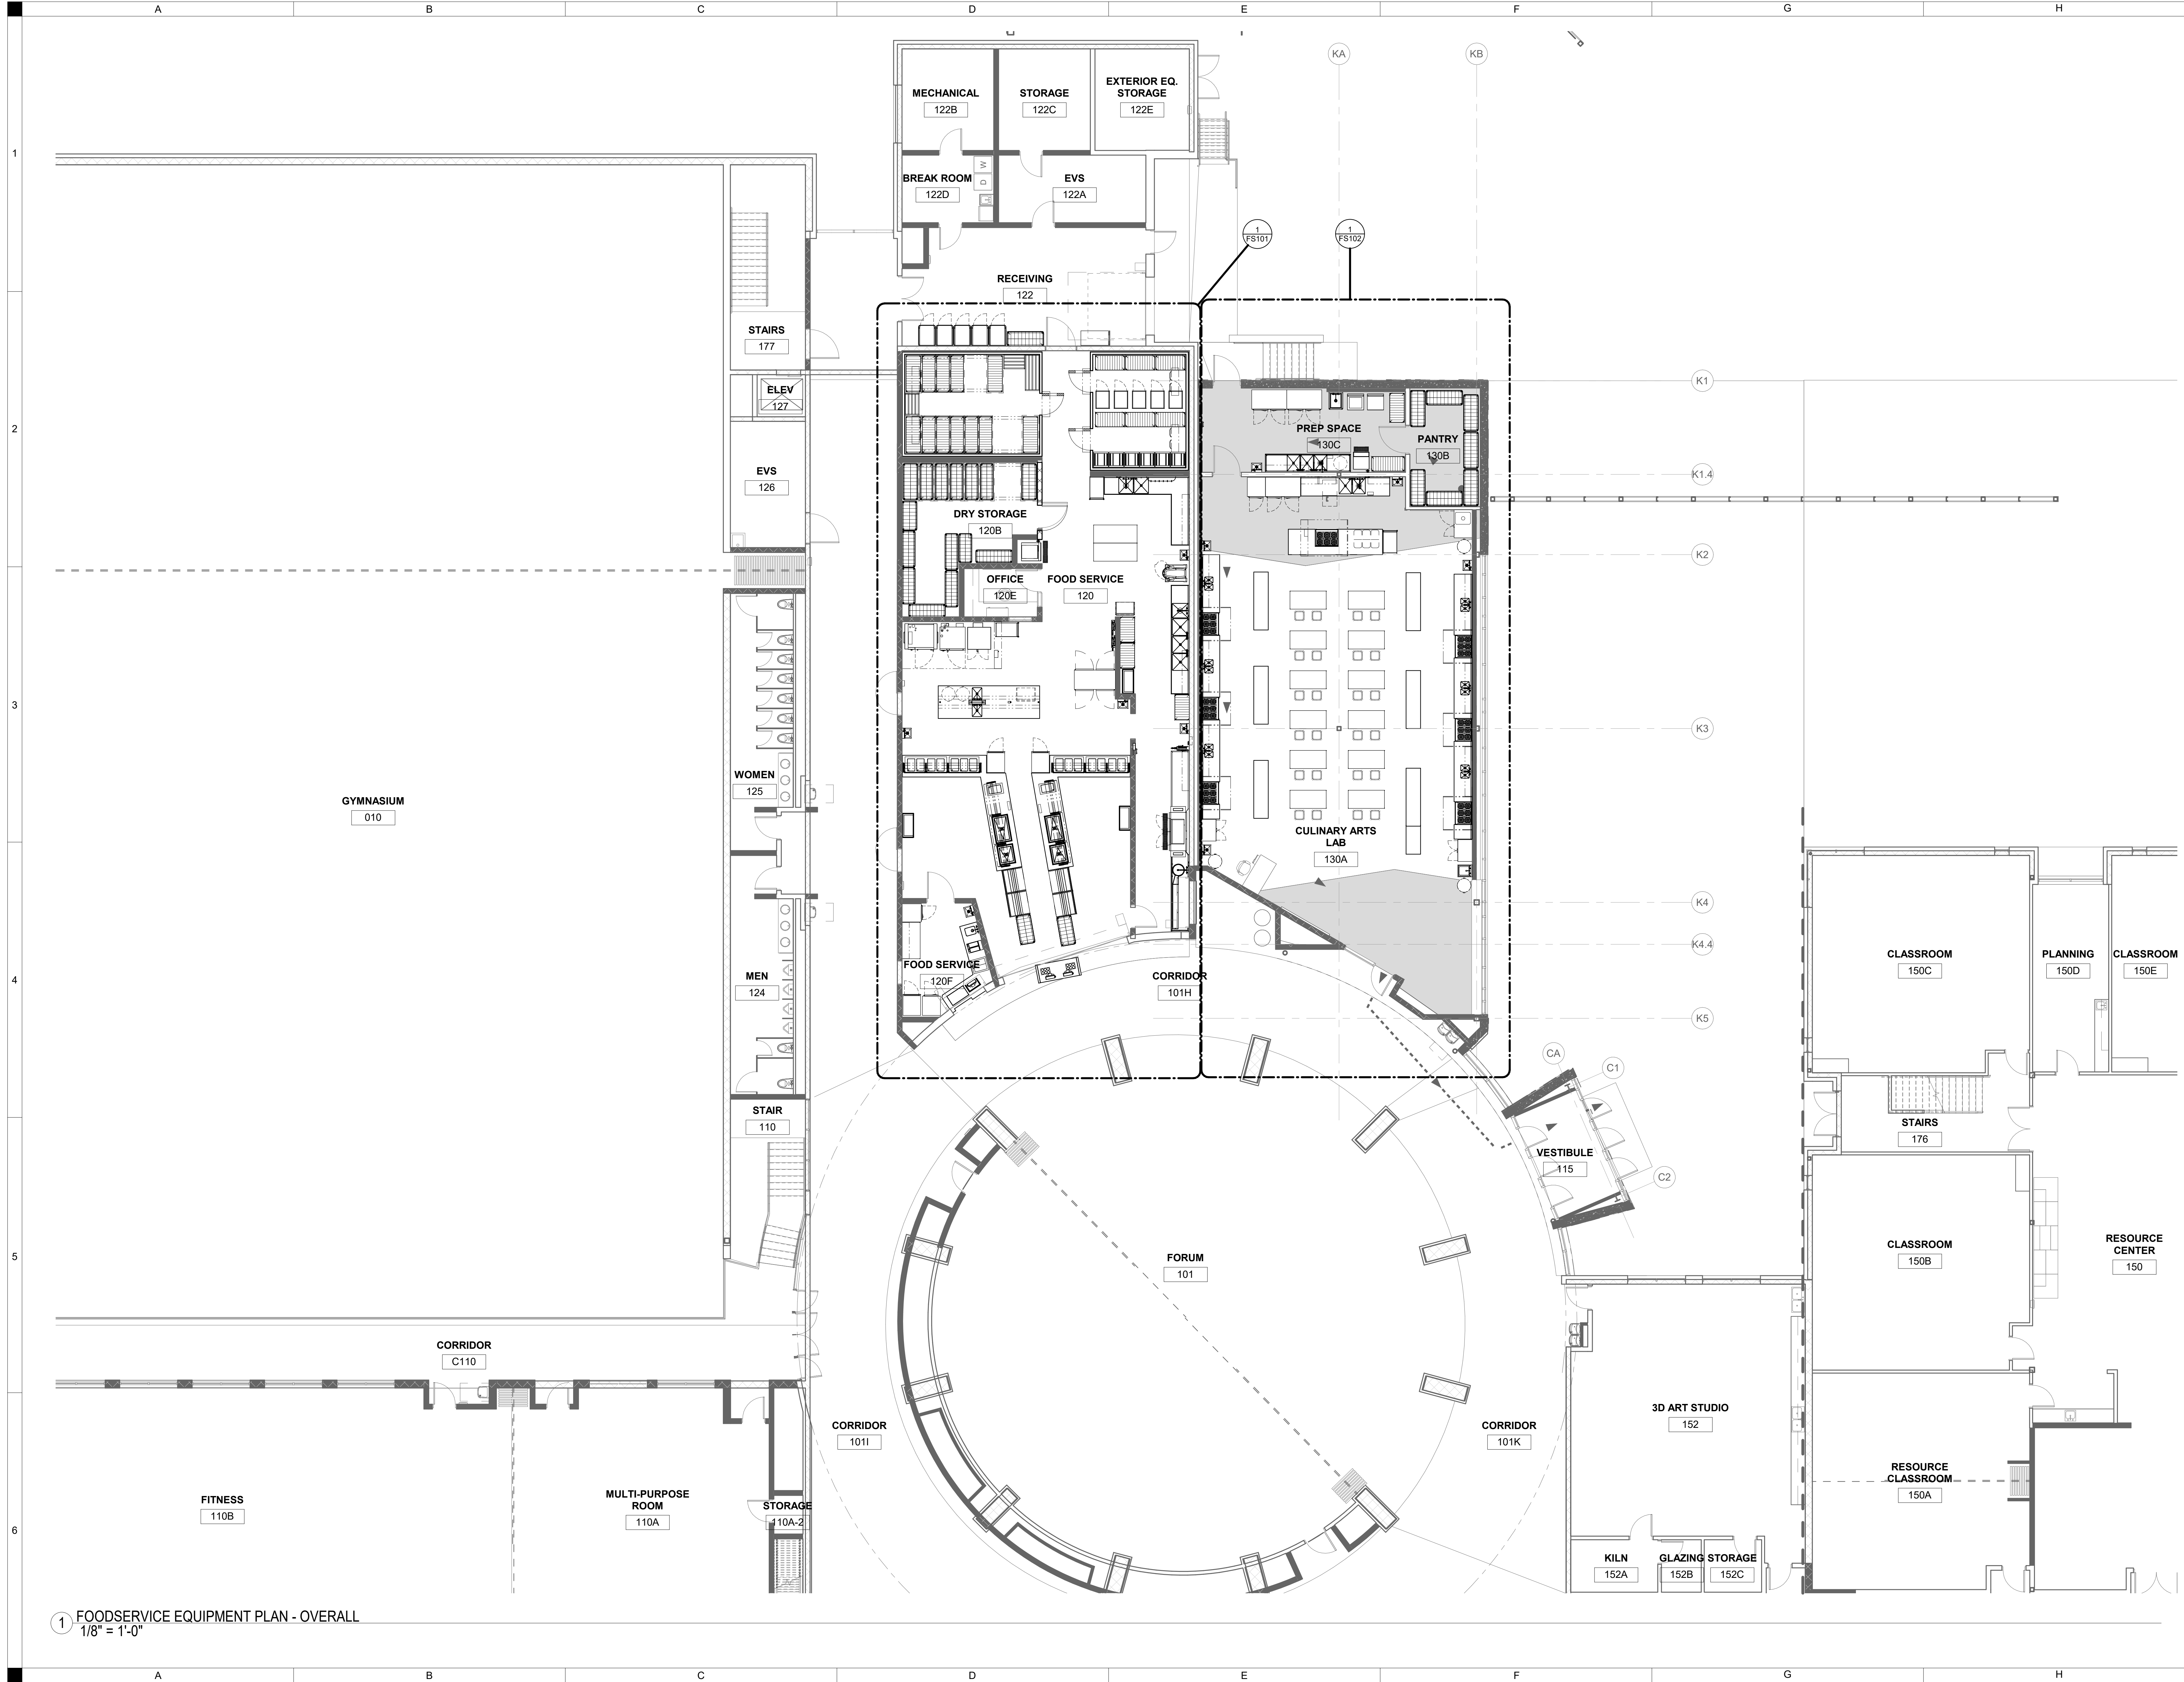 A
B
C
D
E
F
G
H
KA
KB
MECHANICAL
122B
STORAGE
122C
EXTERIOR EQ.
STORAGE
122E
1
BREAK ROOM
122D
W
D
EVS
122A
1
FS101
1
FS102
RECEIVING
122
STAIRS
177
ELEV
127
K1
2
PREP SPACE
130C
PANTRY
130B
EVS
126
K1.4
DRY STORAGE
120B
K2
OFFICE
120E
FOOD SERVICE
120
3
K3
WOMEN
125
GYMNASIUM
010
CULINARY ARTS
LAB
130A
K4
K4.4
4
MEN
124
FOOD SERVICE
120F
CORRIDOR
101H
CLASSROOM
150C
PLANNING
150D
CLASSROOM
150E
K5
CA
C1
STAIR
110
STAIRS
176
VESTIBULE
115
C2
5
FORUM
101
CLASSROOM
150B
RESOURCE
CENTER
150
CORRIDOR
C110
CORRIDOR
101I
CORRIDOR
101K
3D ART STUDIO
152
RESOURCE
CLASSROOM
150A
FITNESS
110B
MULTI-PURPOSE
ROOM
110A
STORAGE
110A-2
6
KILN
152A
GLAZING
152B
STORAGE
152C
1
FOODSERVICE EQUIPMENT PLAN - OVERALL
1/8" = 1'-0"
A
B
C
D
E
F
G
H